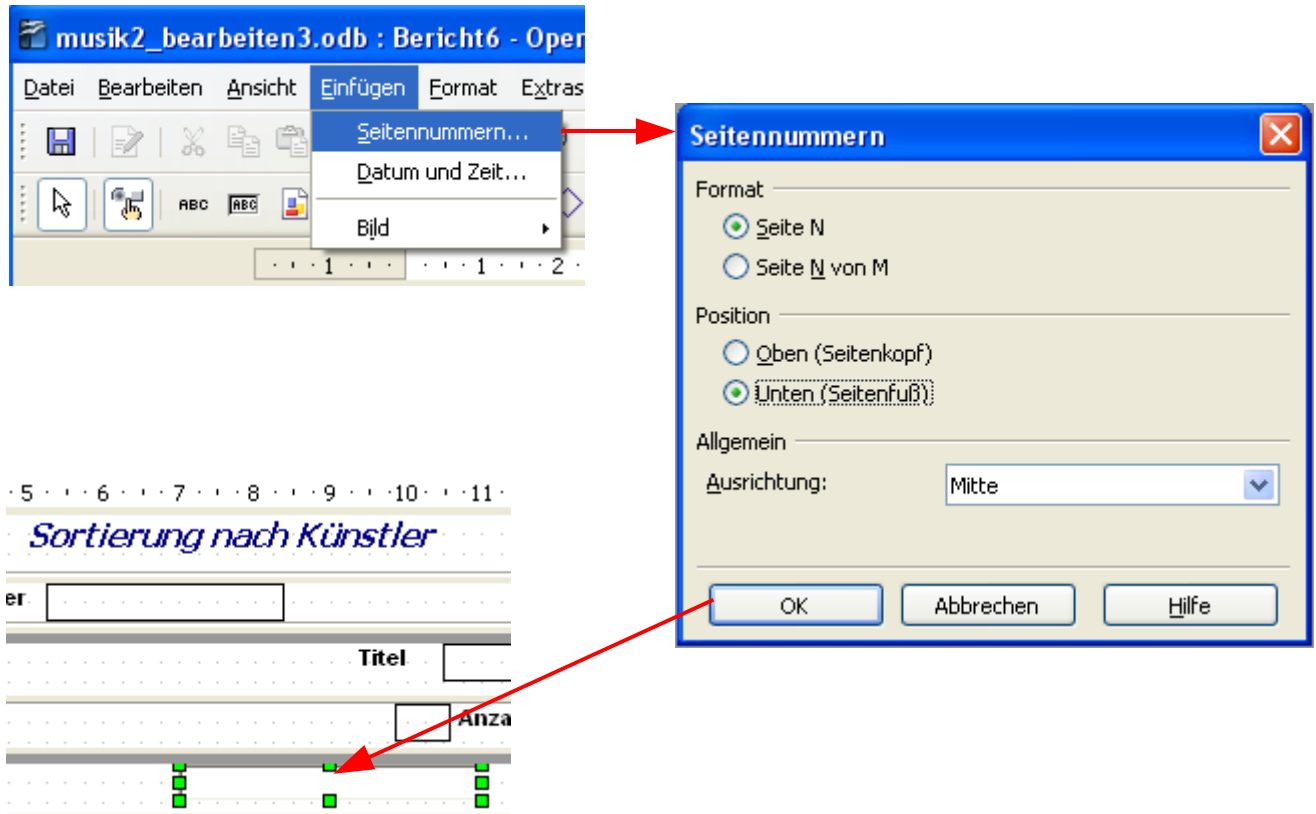 musik2_bearbeiten3.odb : Bericht6 - Open
Datei Bearbeiten Ansicht Einfügen Format Extras
Seitennummern...
Datum und Zeit...
ABC ABC
Bild
1 1 2
Seitennummern
Format
Seite N
Seite N von M
Position
Oben (Seitenkopf)
Unten (Seitenfuß)
Allgemein
Ausrichtung: Mitte
OK Abbrechen Hilfe
5 6 7 8 9 10 11
Sortierung nach Künstler
er
Titel
Anza